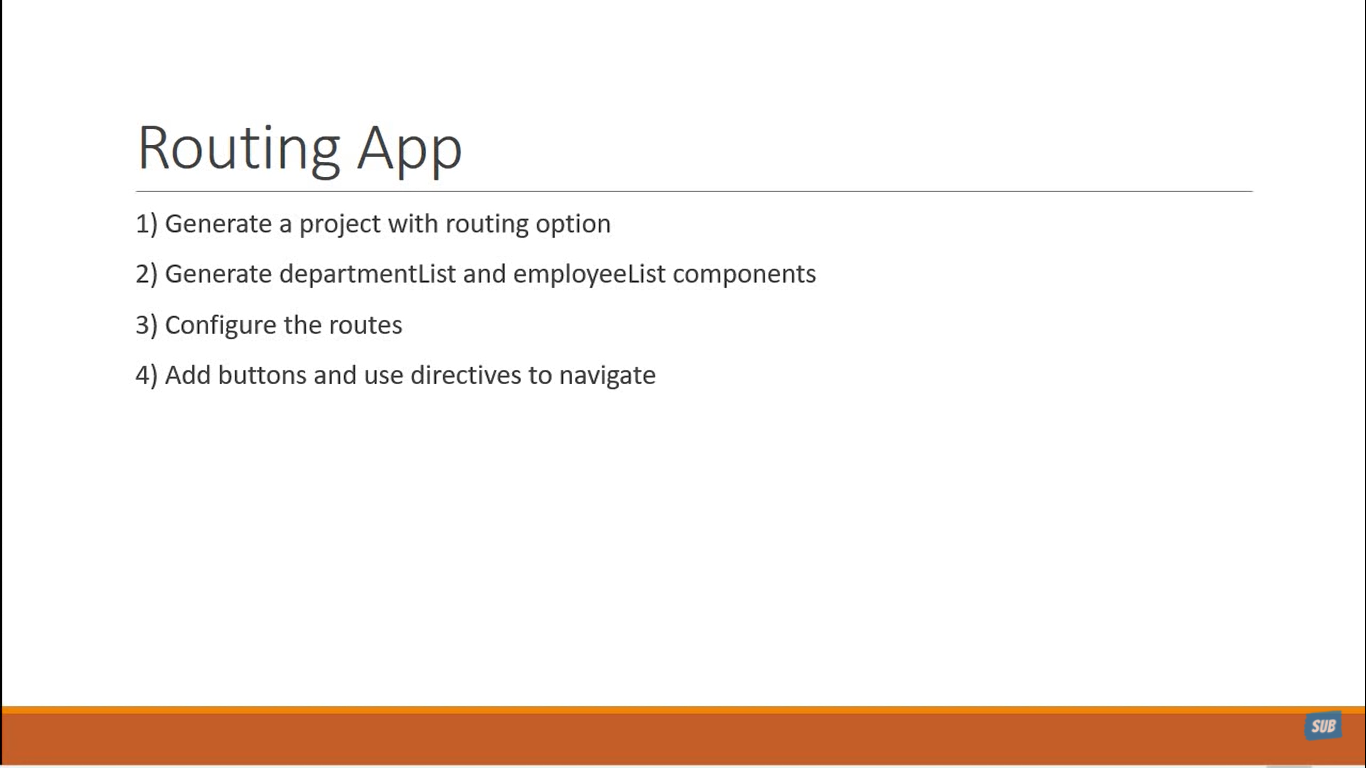 Routing App
1) Generate a project with routing option
2) Generate departmentList and employeeList components
3) Configure the routes
4) Add buttons and use directives to navigate
SUB